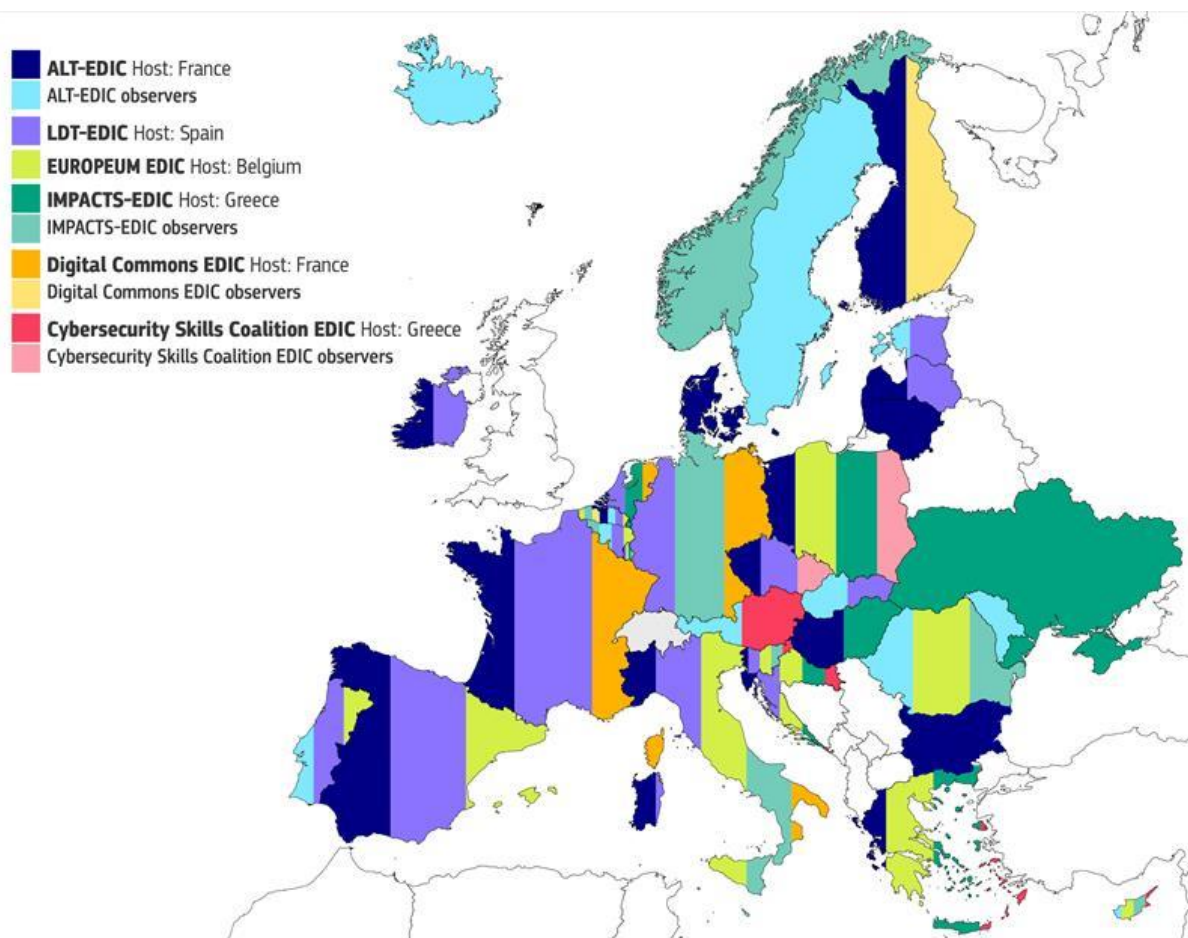 ALT-EDIC Host: France
ALT-EDIC observers
LDT-EDIC Host: Spain
EUROPEUM EDIC Host: Belgium
IMPACTS-EDIC Host: Greece
IMPACTS-EDIC observers
Digital Commons EDIC Host: France
Digital Commons EDIC observers
Cybersecurity Skills Coalition EDIC Host: Greece
Cybersecurity Skills Coalition EDIC observers